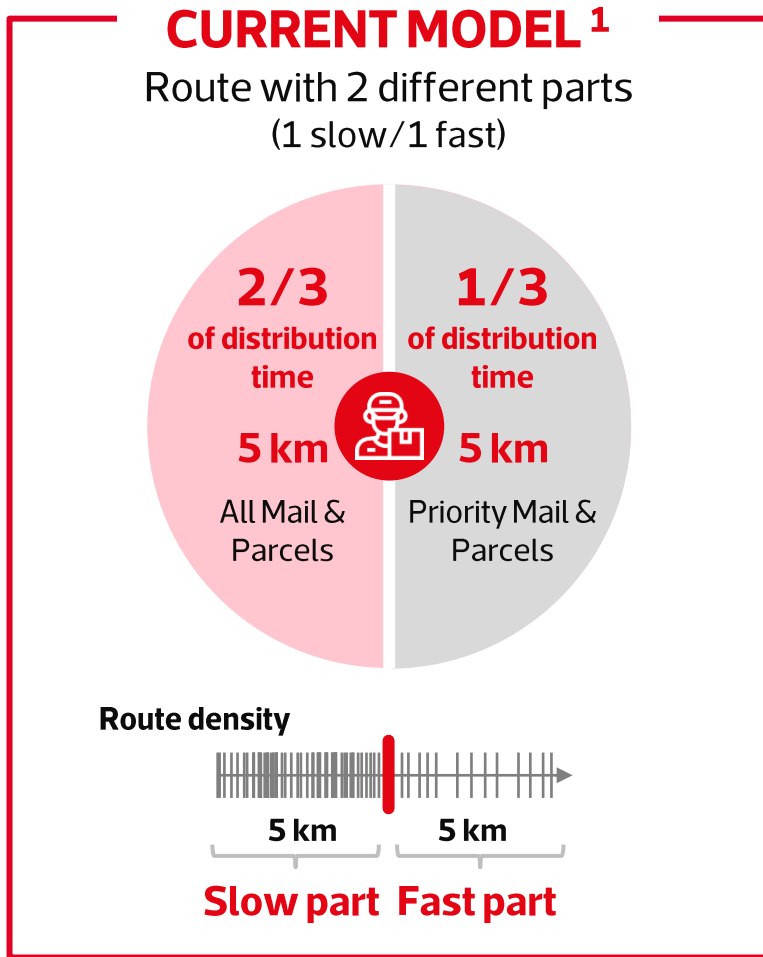 CURRENT MODEL 1
Route with 2 different parts
(1 slow/1 fast)
2/3
of distribution
time
5 km
All Mail &
Parcels
1/3
of distribution
time
5 km
Priority Mail &
Parcels
Route density
5 km
5 km
Slow part
Fast part